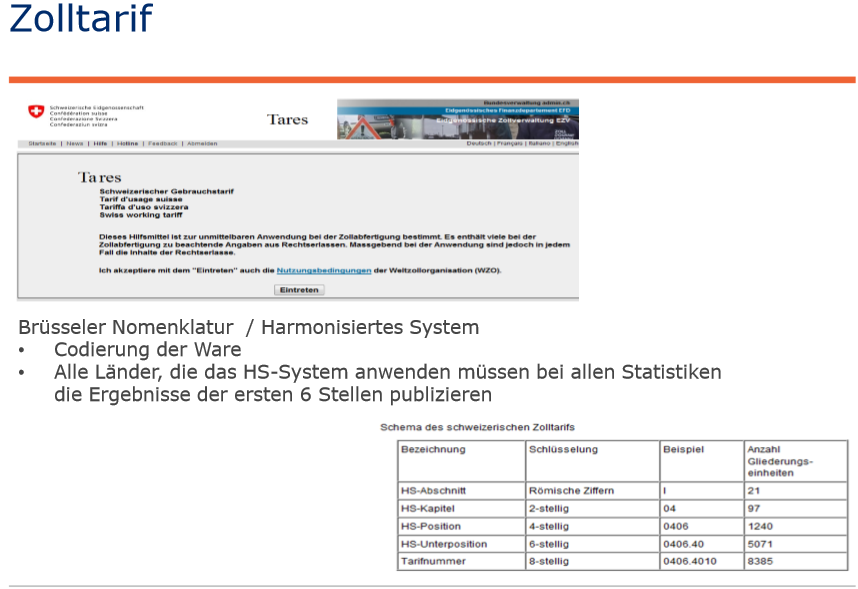 Zolltarif
Schweizerische Eidgenossenschaft
Confédération suisse
Confederazione Svizzera
Confederaziun svizra
Tares
Bundesverwaltung admin.ch
Eidgenössisches Finanzdepartement EFD
Eidgenössische Zollverwaltung EZV
Startseite | News | Hilfe | Hotline | Feedback | Abmelden
Deutsch | Français | Italiano | English
Tares
Schweizerischer Gebrauchstarif
Tarif d'usage suisse
Tariffa d'uso svizzera
Swiss working tariff
Dieses Hilfsmittel ist zur unmittelbaren Anwendung bei der Zollabfertigung bestimmt. Es enthält viele bei der
Zollabfertigung zu beachtende Angaben aus Rechtserlassen. Massgebend bei der Anwendung sind jedoch in jedem
Fall die Inhalte der Rechtserlasse.
Ich akzeptiere mit dem "Eintreten" auch die Nutzungsbedingungen der Weltzollorganisation (WZO).
Eintreten
Brüsseler Nomenklatur / Harmonisiertes System
• Codierung der Ware
• Alle Länder, die das HS-System anwenden müssen bei allen Statistiken
die Ergebnisse der ersten 6 Stellen publizieren
Schema des schweizerischen Zolltarifs
Bezeichnung Schlüsselung Beispiel Anzahl
Gliederungs-
einheiten
HS-Abschnitt Römische Ziffern I 21
HS-Kapitel 2-stellig 04 97
HS-Position 4-stellig 0406 1240
HS-Unterposition 6-stellig 0406.40 5071
Tarifnummer 8-stellig 0406.4010 8385